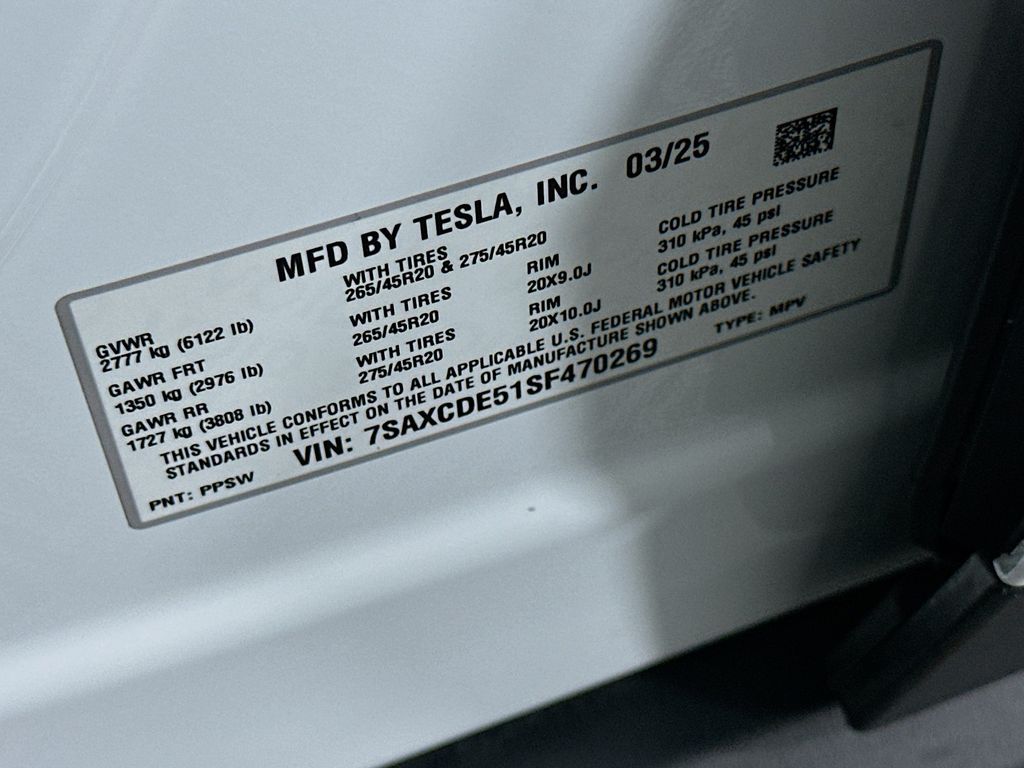 MFD BY TESLA, INC. 03/25
GVWR
2777 kg (6122 lb)
WITH TIRES
265/45R20 & 275/45R20
GAWR FRT
1350 kg (2976 lb)
WITH TIRES
265/45R20
RIM
20X9.0J
COLD TIRE PRESSURE
310 kPa, 45 psi
GAWR RR
1727 kg (3808 lb)
WITH TIRES
275/45R20
RIM
20X10.0J
COLD TIRE PRESSURE
310 kPa, 45 psi
THIS VEHICLE CONFORMS TO ALL APPLICABLE U.S. FEDERAL MOTOR VEHICLE SAFETY
STANDARDS IN EFFECT ON THE DATE OF MANUFACTURE SHOWN ABOVE.
PNT: PPSW
VIN: 7SAXCDE51SF470269
TYPE: MPV